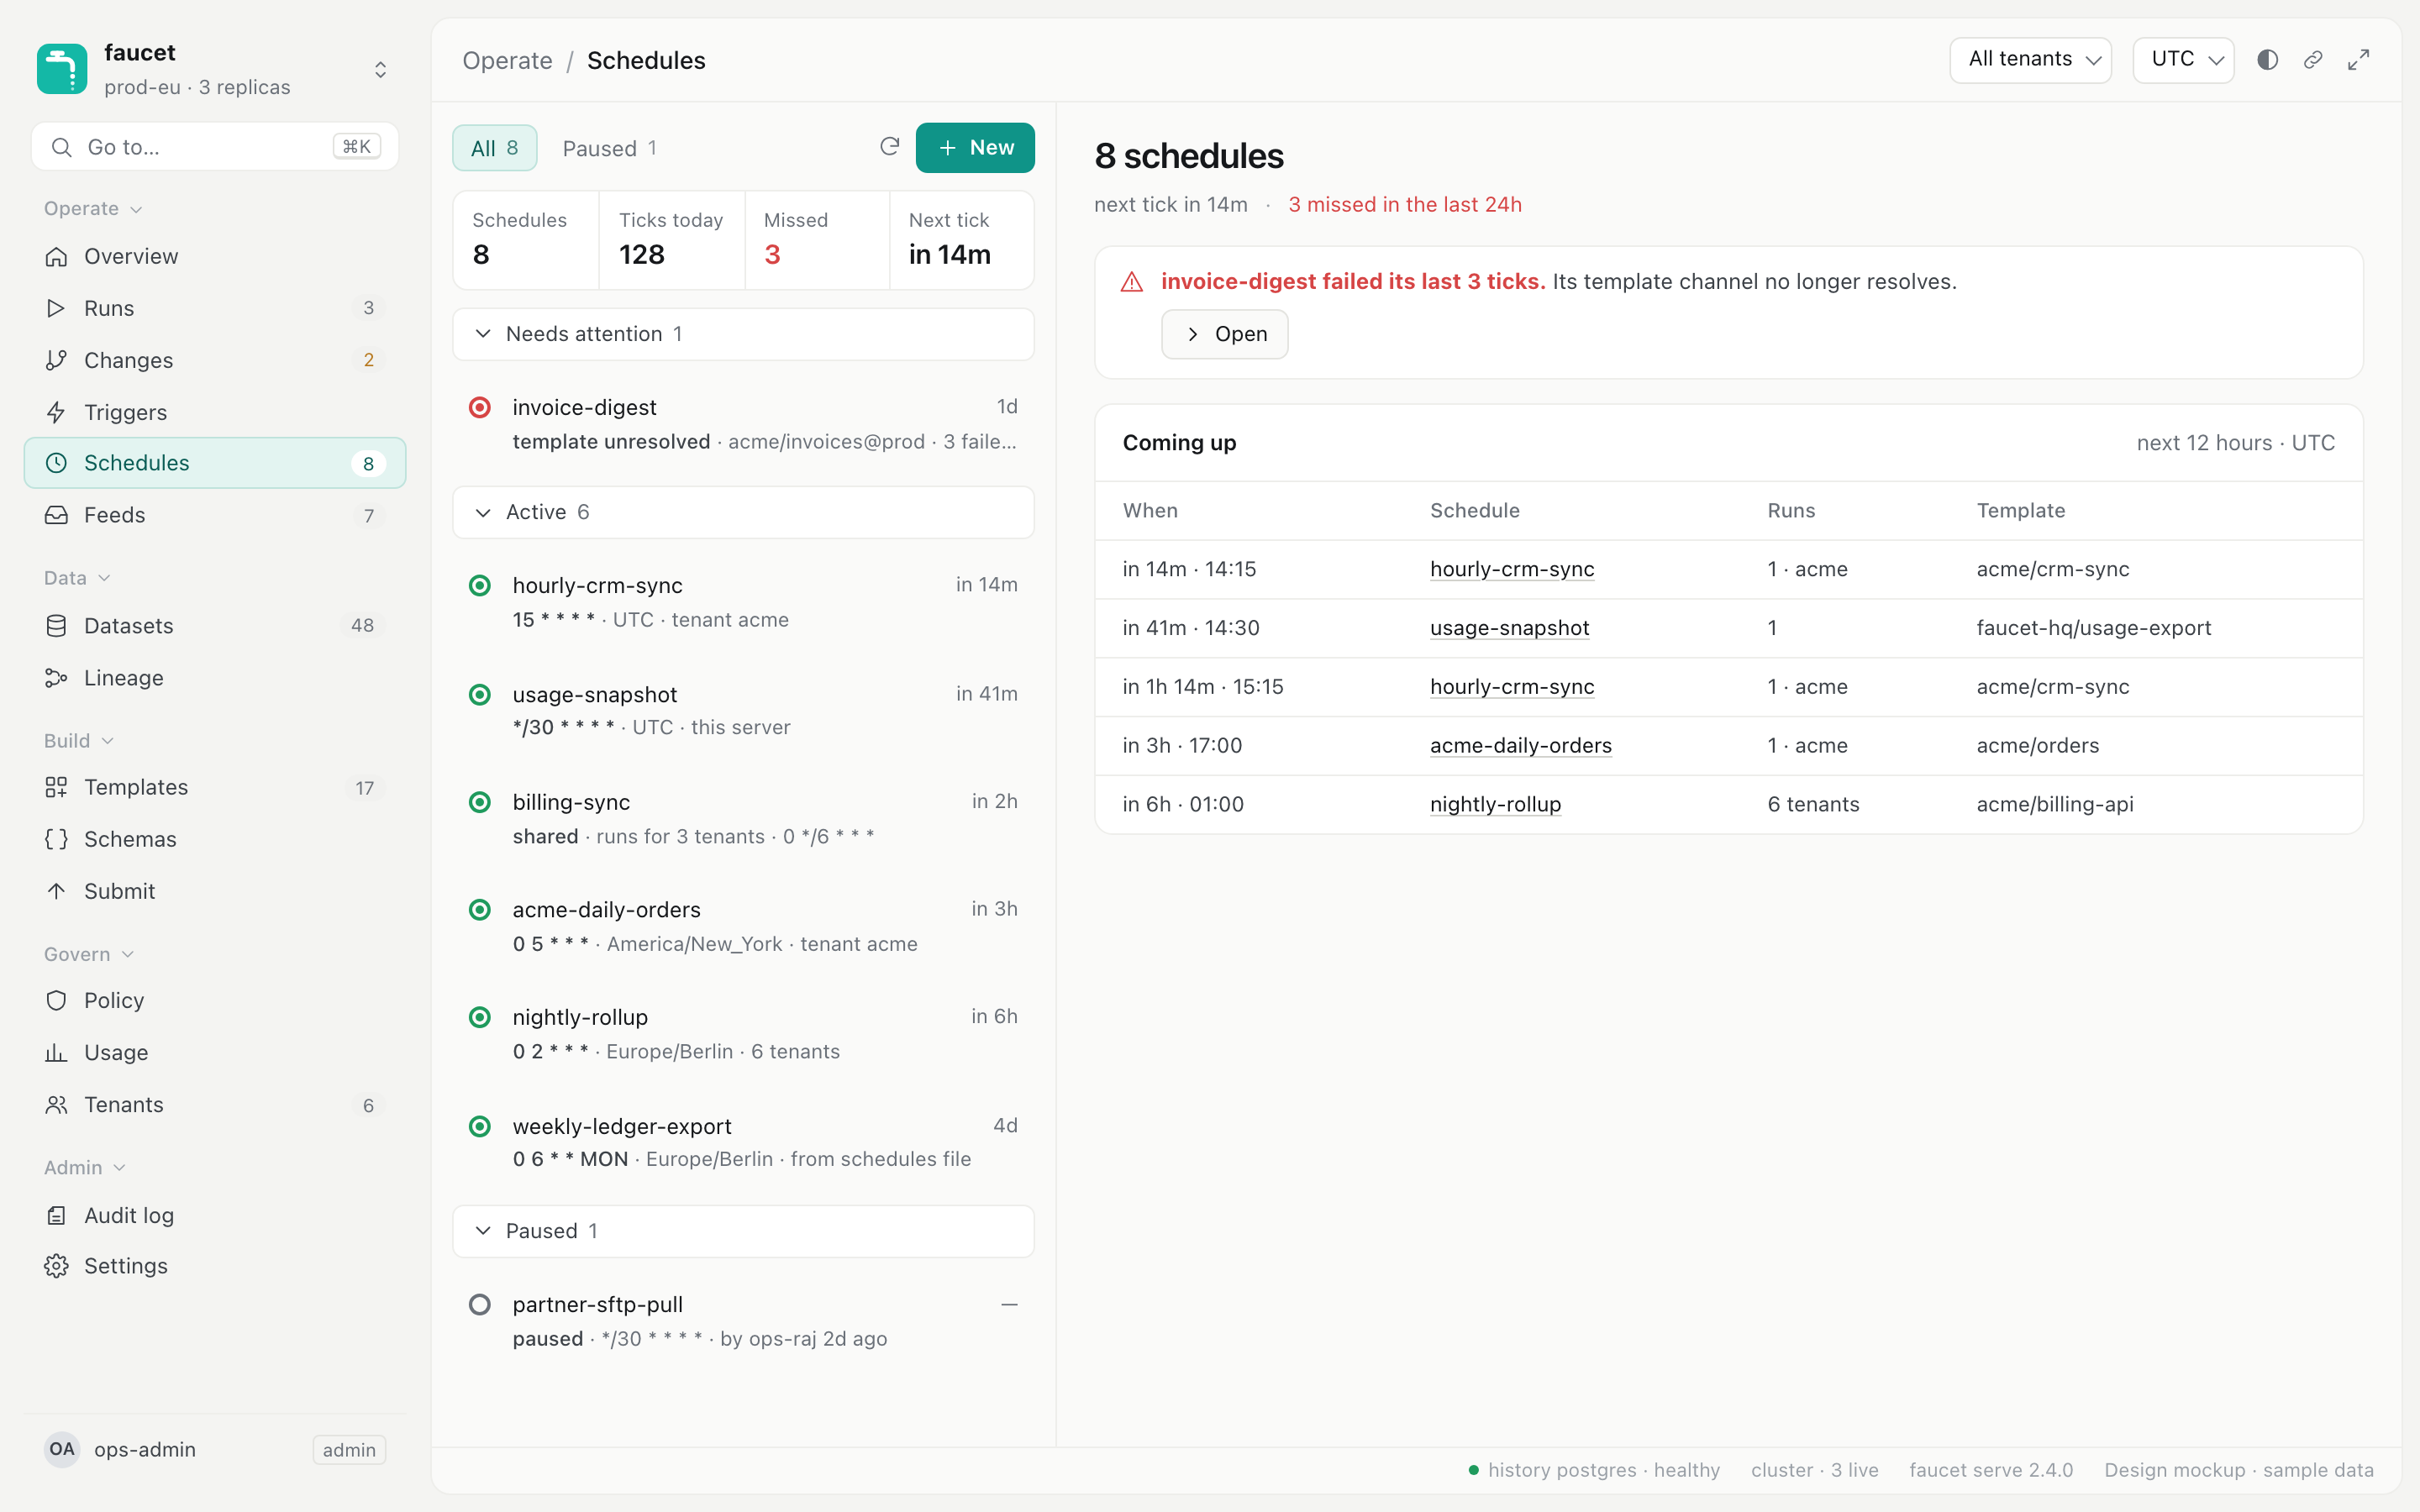 faucet
prod-eu · 3 replicas
Go to...
⌘K
Operate
Overview
Runs 3
Changes 2
Triggers
Schedules 8
Feeds 7
Data
Datasets 48
Lineage
Build
Templates 17
Schemas
Submit
Govern
Policy
Usage
Tenants 6
Admin
Audit log
Settings
OA ops-admin admin
Operate / Schedules
All tenants
UTC
All 8
Paused 1
New
Schedules
8
Ticks today
128
Missed
3
Next tick
in 14m
Needs attention 1
invoice-digest 1d
template unresolved · acme/invoices@prod · 3 faile...
Active 6
hourly-crm-sync in 14m
15 * * * * · UTC · tenant acme
usage-snapshot in 41m
*/30 * * * * · UTC · this server
billing-sync in 2h
shared · runs for 3 tenants · 0 */6 * * *
acme-daily-orders in 3h
0 5 * * * · America/New_York · tenant acme
nightly-rollup in 6h
0 2 * * * · Europe/Berlin · 6 tenants
weekly-ledger-export 4d
0 6 * * MON · Europe/Berlin · from schedules file
Paused 1
partner-sftp-pull —
paused · */30 * * * * · by ops-raj 2d ago
8 schedules
next tick in 14m · 3 missed in the last 24h
invoice-digest failed its last 3 ticks. Its template channel no longer resolves.
Open
Coming up
next 12 hours · UTC
When Schedule Runs Template
in 14m · 14:15 hourly-crm-sync 1 · acme acme/crm-sync
in 41m · 14:30 usage-snapshot 1 faucet-hq/usage-export
in 1h 14m · 15:15 hourly-crm-sync 1 · acme acme/crm-sync
in 3h · 17:00 acme-daily-orders 1 · acme acme/orders
in 6h · 01:00 nightly-rollup 6 tenants acme/billing-api
history postgres · healthy
cluster · 3 live
faucet serve 2.4.0
Design mockup · sample data